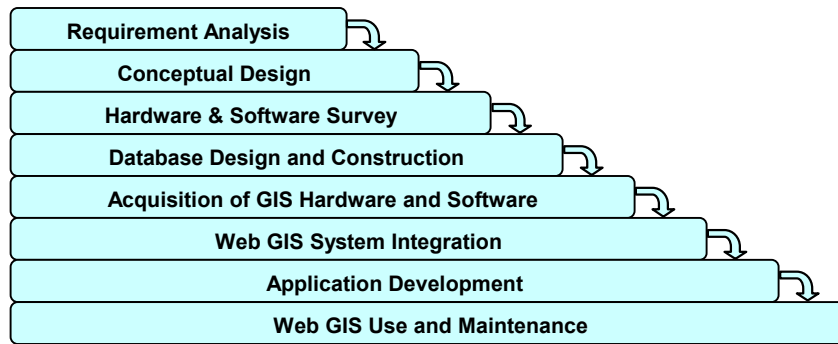 Requirement Analysis
Conceptual Design
Hardware & Software Survey
Database Design and Construction
Acquisition of GIS Hardware and Software
Web GIS System Integration
Application Development
Web GIS Use and Maintenance